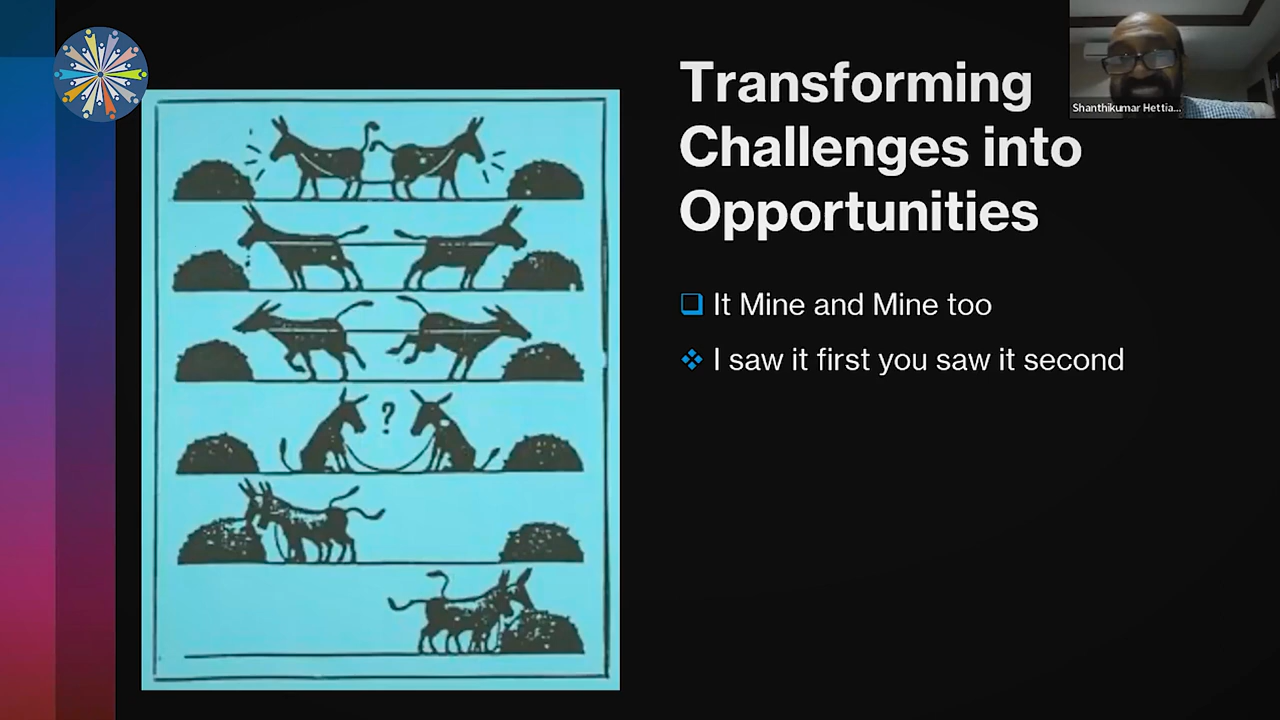 Transforming
Challenges into
Opportunities
Shanthikumar Hettia...
It Mine and Mine too
I saw it first you saw it second
?